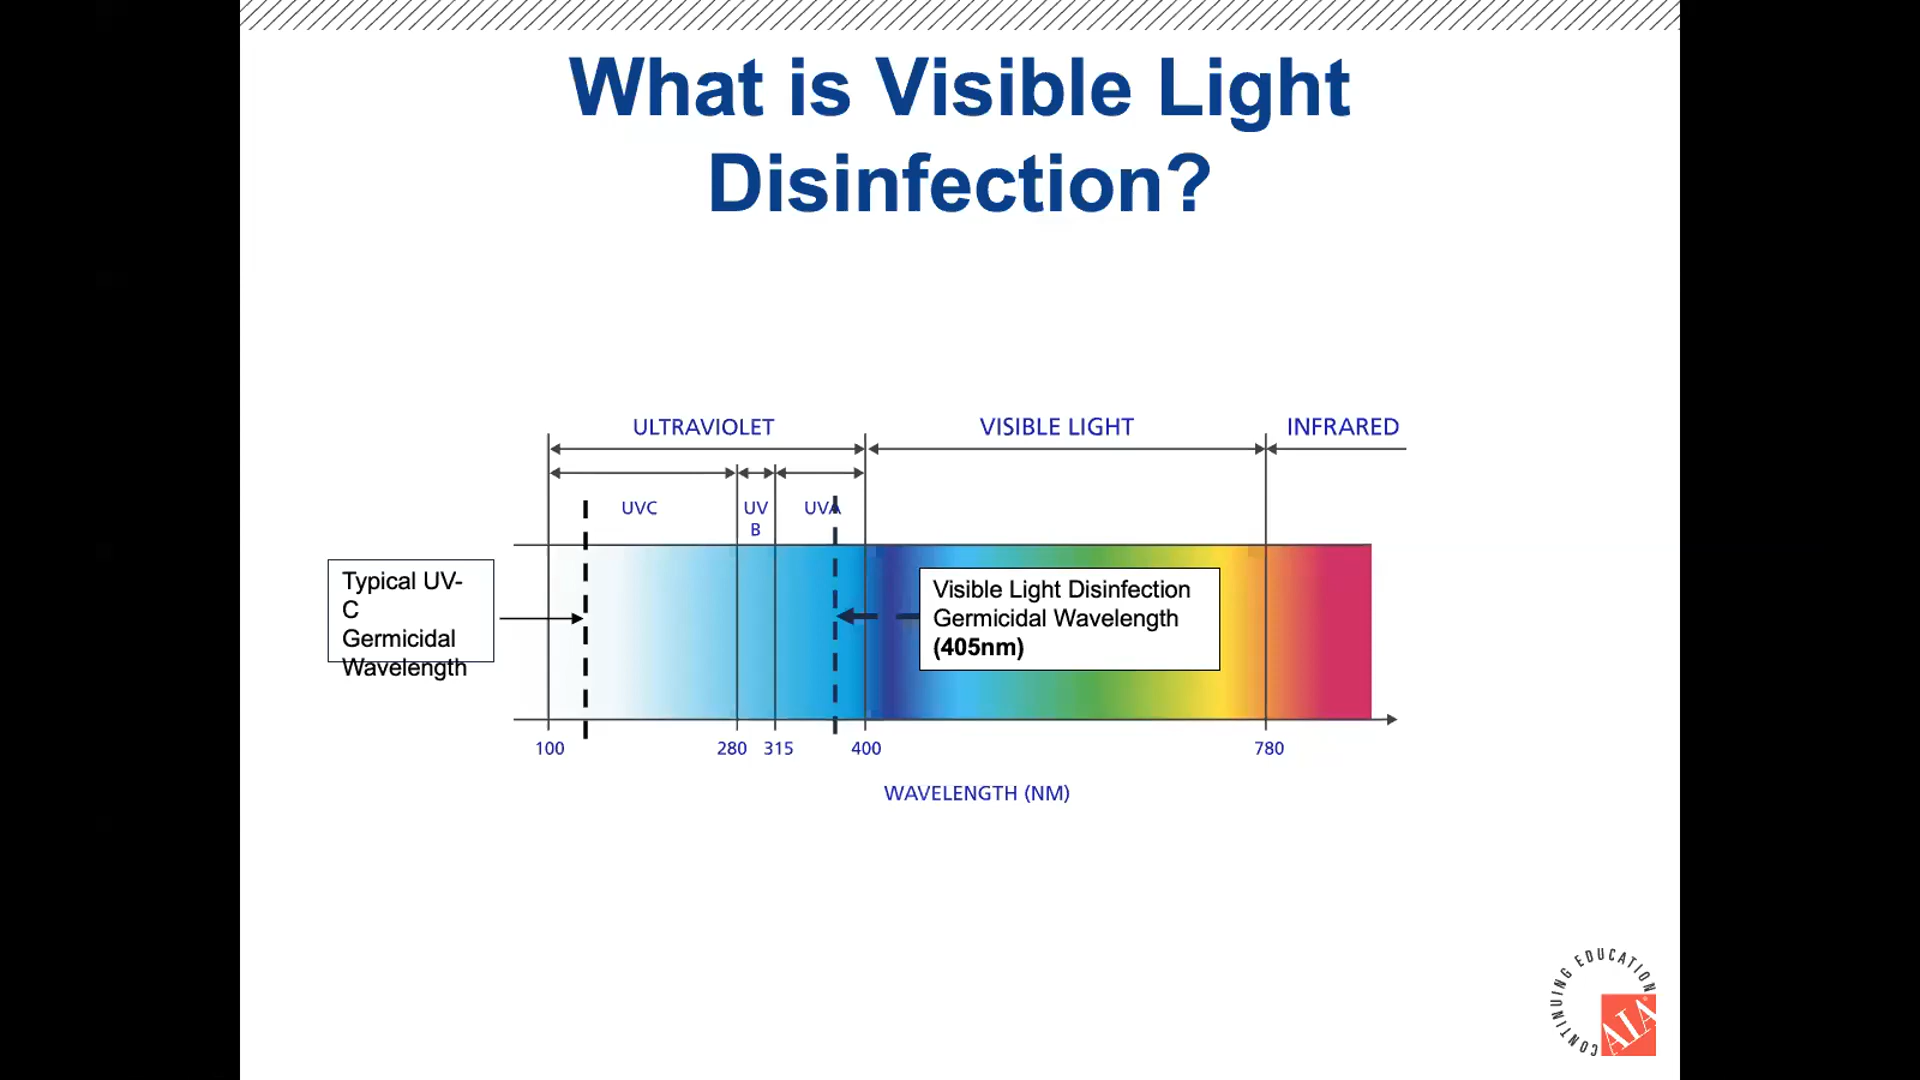 What is Visible Light
Disinfection?
ULTRAVIOLET
VISIBLE LIGHT
INFRARED
UVC
UV
B
UVA
Typical UV-
C
Germicidal
Wavelength
Visible Light Disinfection
Germicidal Wavelength
(405nm)
100
280
315
400
780
WAVELENGTH (NM)
CONTINUING EDUCATION
AIA